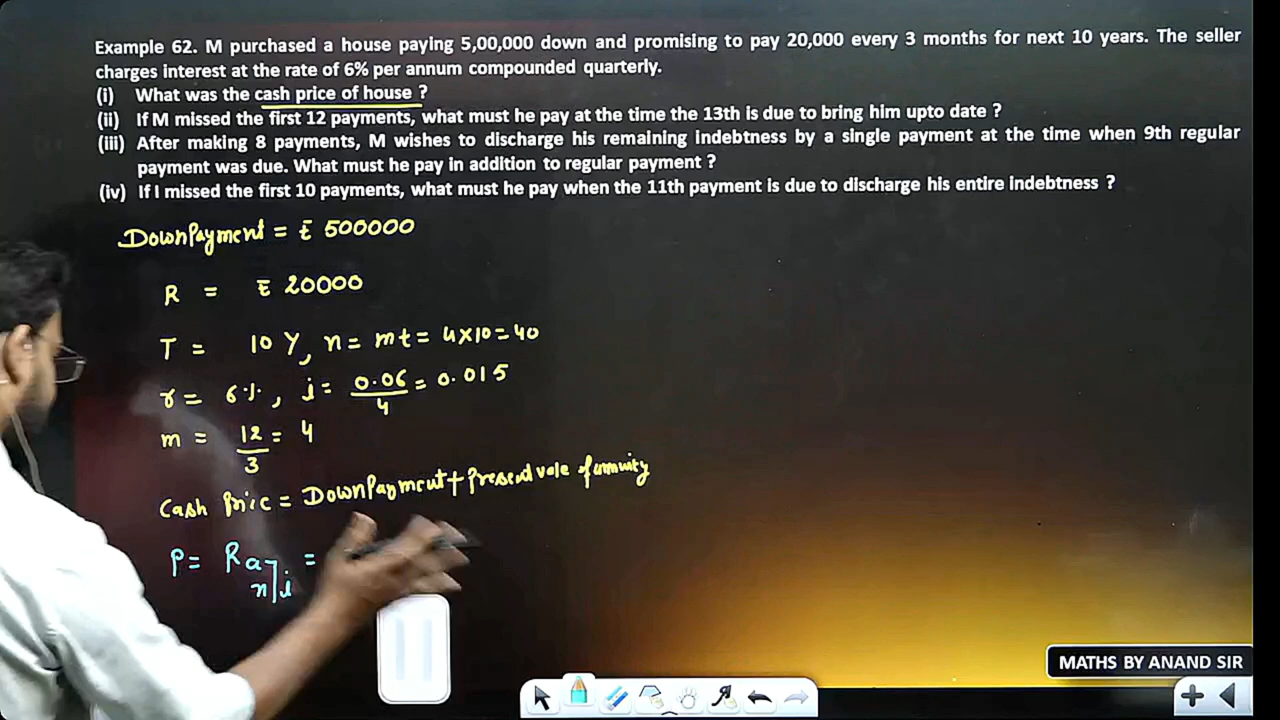 Example 62. M purchased a house paying 5,00,000 down and promising to pay 20,000 every 3 months for next 10 years. The seller
charges interest at the rate of 6% per annum compounded quarterly.
(i) What was the cash price of house ?
(ii) If M missed the first 12 payments, what must he pay at the time the 13th is due to bring him upto date ?
(iii) After making 8 payments, M wishes to discharge his remaining indebtness by a single payment at the time when 9th regular
payment was due. What must he pay in addition to regular payment ?
(iv) If I missed the first 10 payments, what must he pay when the 11th payment is due to discharge his entire indebtness ?
DownPayment = ₹ 500000
R = ₹ 20000
T = 10 Y, n = mt = 4×10 = 40
r = 6%, i = 0.06/4 = 0.015
m = 12/3 = 4
Cash Pric = DownPayment + Present vale of annuity
P = R a n i =
MATHS BY ANAND SIR